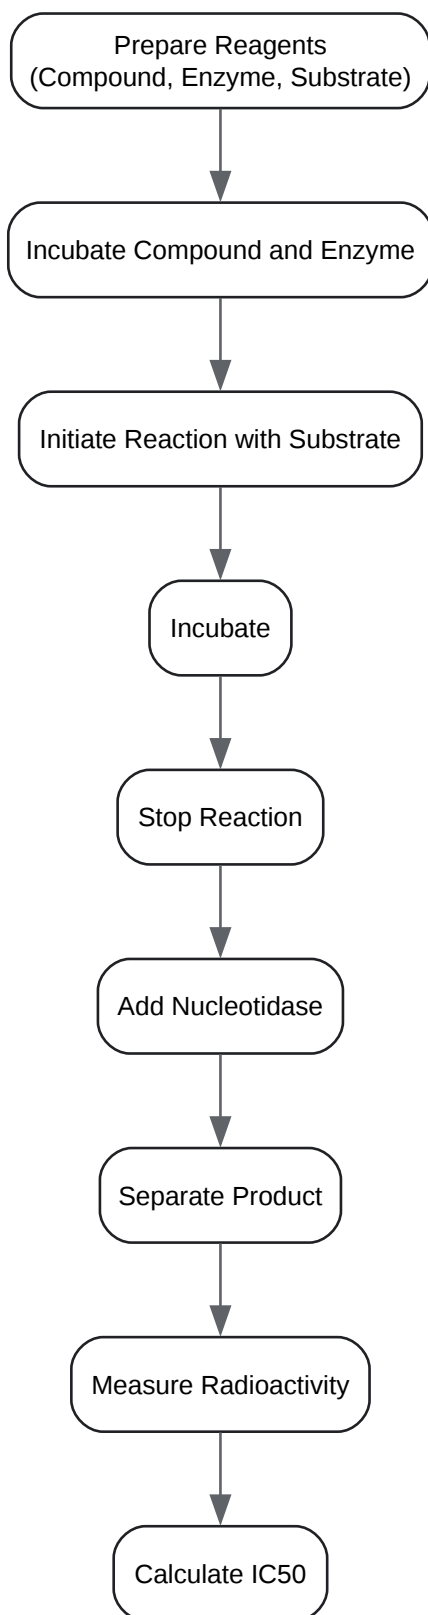 Prepare Reagents
(Compound, Enzyme, Substrate)
Incubate Compound and Enzyme
Initiate Reaction with Substrate
Incubate
Stop Reaction
Add Nucleotidase
Separate Product
Measure Radioactivity
Calculate IC50